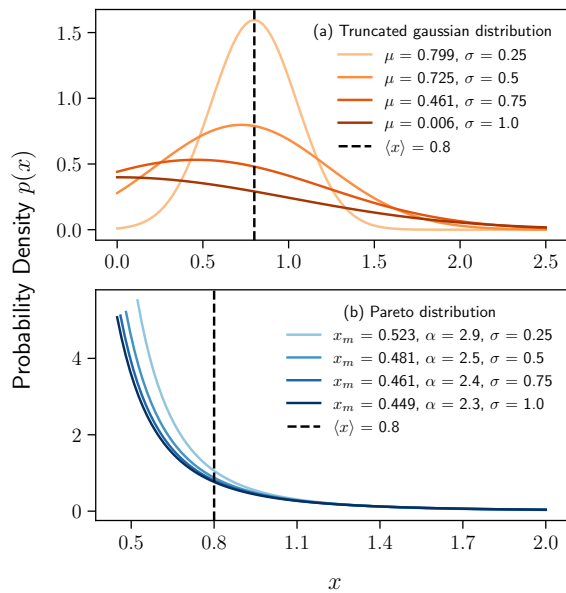 Probability Density p(x)
(a) Truncated gaussian distribution
μ = 0.799, σ = 0.25
μ = 0.725, σ = 0.5
μ = 0.461, σ = 0.75
μ = 0.006, σ = 1.0
⟨x⟩ = 0.8
1.5
1.0
0.5
0.0
0.0 0.5 1.0 1.5 2.0 2.5
(b) Pareto distribution
xₘ = 0.523, α = 2.9, σ = 0.25
xₘ = 0.481, α = 2.5, σ = 0.5
xₘ = 0.461, α = 2.4, σ = 0.75
xₘ = 0.449, α = 2.3, σ = 1.0
⟨x⟩ = 0.8
4
2
0
0.5 0.8 1.1 1.4 1.7 2.0
x